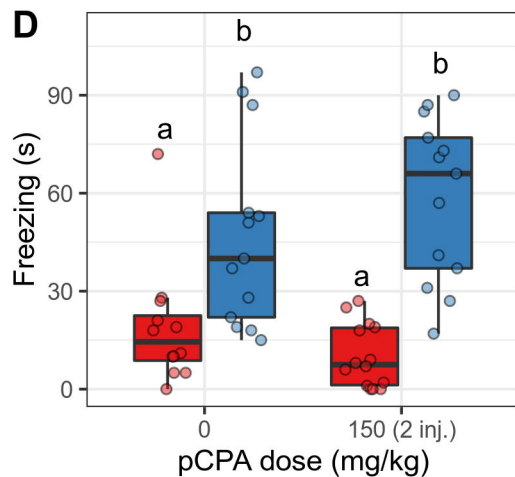 D
b
b
a
a
Freezing (s)
90
60
30
0
0
150 (2 inj.)
pCPA dose (mg/kg)